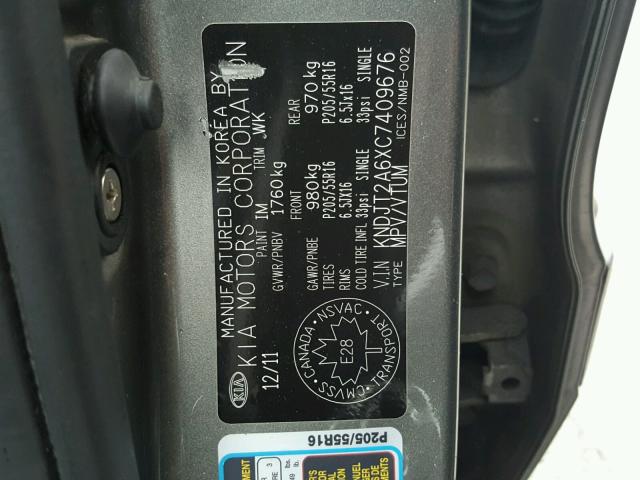 KIA MANUFACTURED IN KOREA BY
KIA MOTORS CORPORATION
12/11 PAINT IM TRIM WK
GVWR/PNBV 1760kg
FRONT REAR
GAWR/PNBE 980kg 970kg
TIRES P205/55R16 P205/55R16
RIMS 6.5JX16 6.5JX16
COLD TIRE INFL 33psi SINGLE 33psi SINGLE
V.I.N KNDJT2A6XC7409676
TYPE MPV/VTUM ICES/NMB-002
CANADA · NSVAC · TRANSPORT · CMVSS
E28
P205/55R16